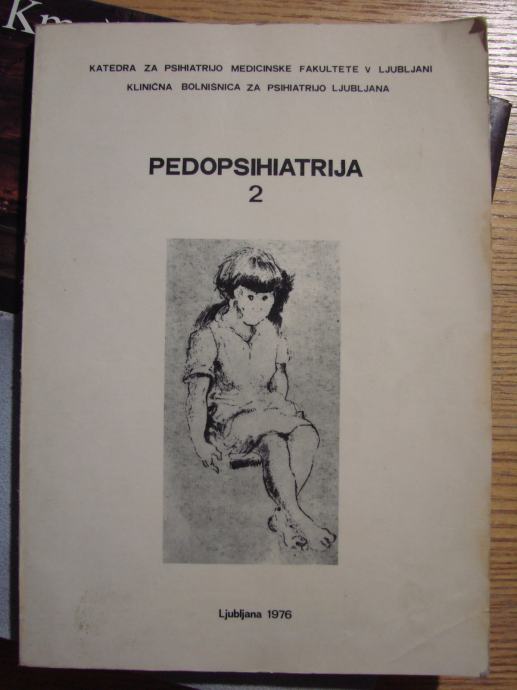 KATEDRA ZA PSIHIATRIJO MEDICINSKE FAKULTETE V LJUBLJANI
KLINIČNA BOLNIŠNICA ZA PSIHIATRIJO LJUBLJANA
PEDOPSIHIATRIJA
2
Ljubljana 1976